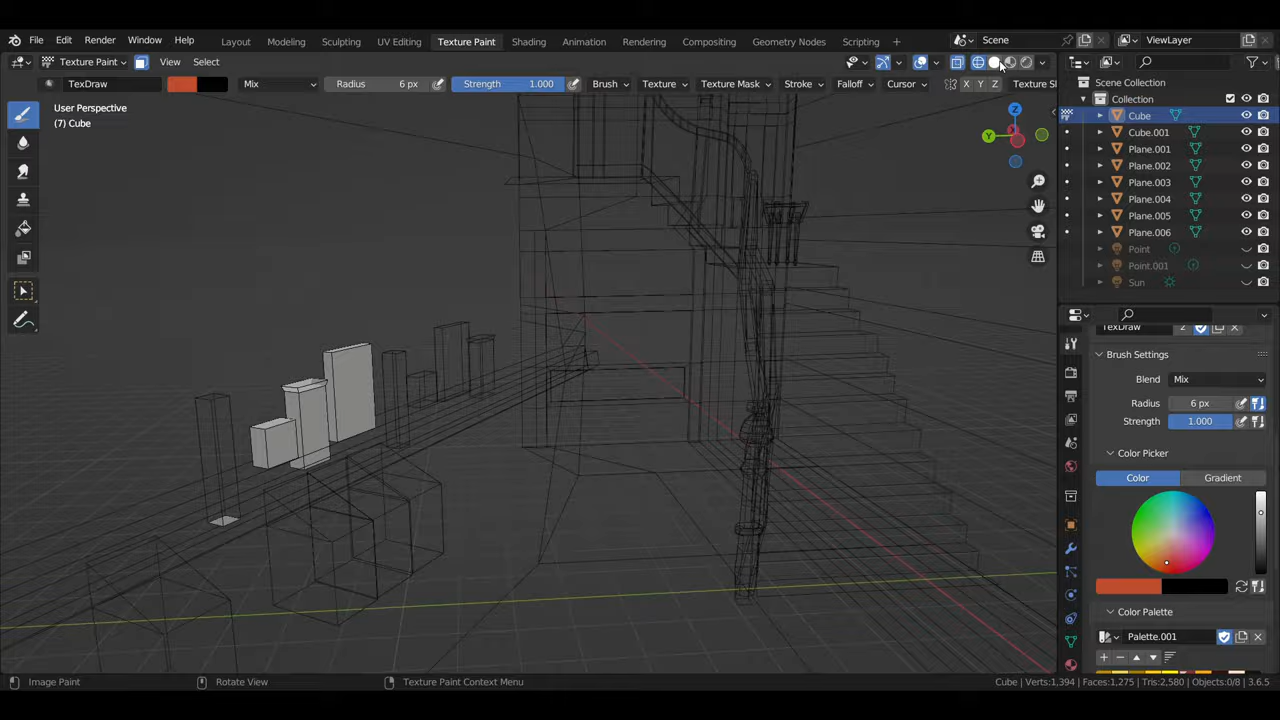 File Edit Render Window Help Layout Modeling Sculpting UV Editing Texture Paint Shading Animation Rendering Compositing Geometry Nodes Scripting + Scene ViewLayer
Texture Paint View Select
TexDraw Mix Radius 6 px Strength 1.000 Brush Texture Texture Mask Stroke Falloff Cursor X Y Z Texture Sl
User Perspective
(7) Cube
Z
Y
Scene Collection
Collection
Cube
Cube.001
Plane.001
Plane.002
Plane.003
Plane.004
Plane.005
Plane.006
Point
Point.001
Sun
TexDraw 2
Brush Settings
Blend Mix
Radius 6 px
Strength 1.000
Color Picker
Color Gradient
Color Palette
Palette.001
Image Paint Rotate View Texture Paint Context Menu Cube | Verts:1,394 | Faces:1,275 | Tris:2,580 | Objects:0/8 | 3.6.5